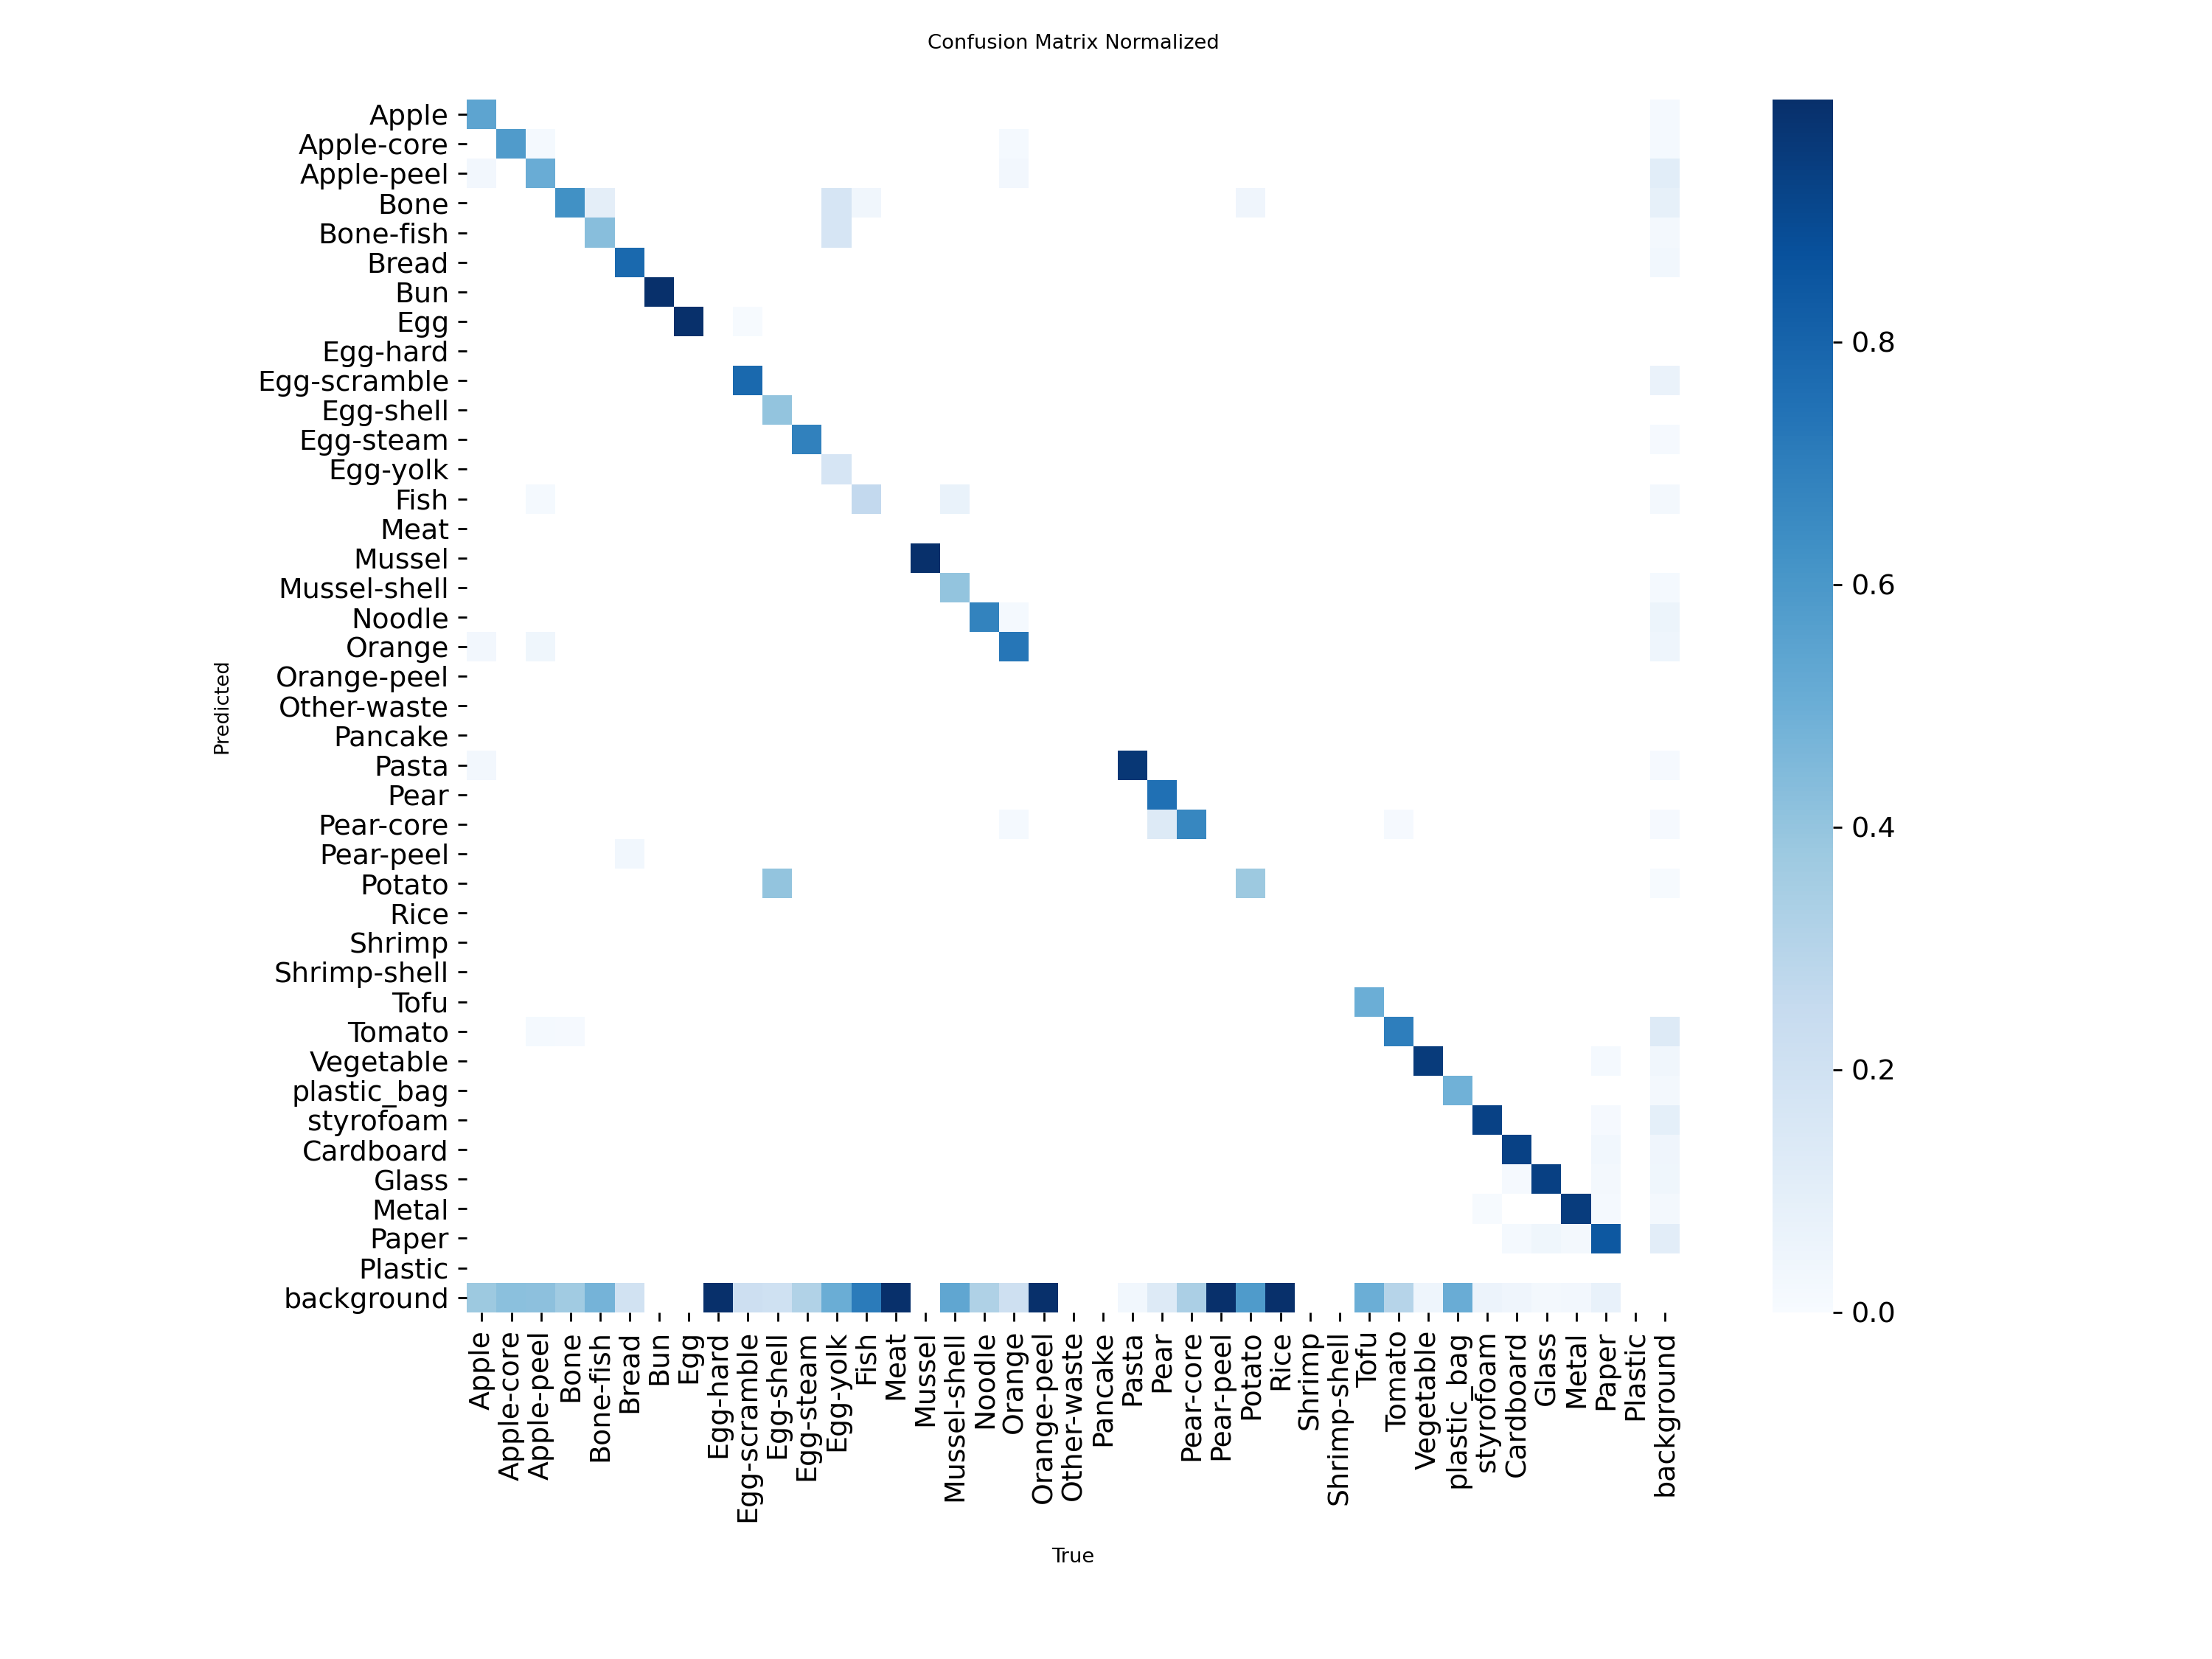 Confusion Matrix Normalized
Apple
Apple-core
Apple-peel
Bone
Bone-fish
Bread
Bun
Egg
Egg-hard
Egg-scramble
Egg-shell
Egg-steam
Egg-yolk
Fish
Meat
Mussel
Mussel-shell
Noodle
Orange
Orange-peel
Other-waste
Pancake
Pasta
Pear
Pear-core
Pear-peel
Potato
Rice
Shrimp
Shrimp-shell
Tofu
Tomato
Vegetable
plastic_bag
styrofoam
Cardboard
Glass
Metal
Paper
Plastic
background
Predicted
Apple
Apple-core
Apple-peel
Bone
Bone-fish
Bread
Bun
Egg
Egg-hard
Egg-scramble
Egg-shell
Egg-steam
Egg-yolk
Fish
Meat
Mussel
Mussel-shell
Noodle
Orange
Orange-peel
Other-waste
Pancake
Pasta
Pear
Pear-core
Pear-peel
Potato
Rice
Shrimp
Shrimp-shell
Tofu
Tomato
Vegetable
plastic_bag
styrofoam
Cardboard
Glass
Metal
Paper
Plastic
background
True
0.8
0.6
0.4
0.2
0.0